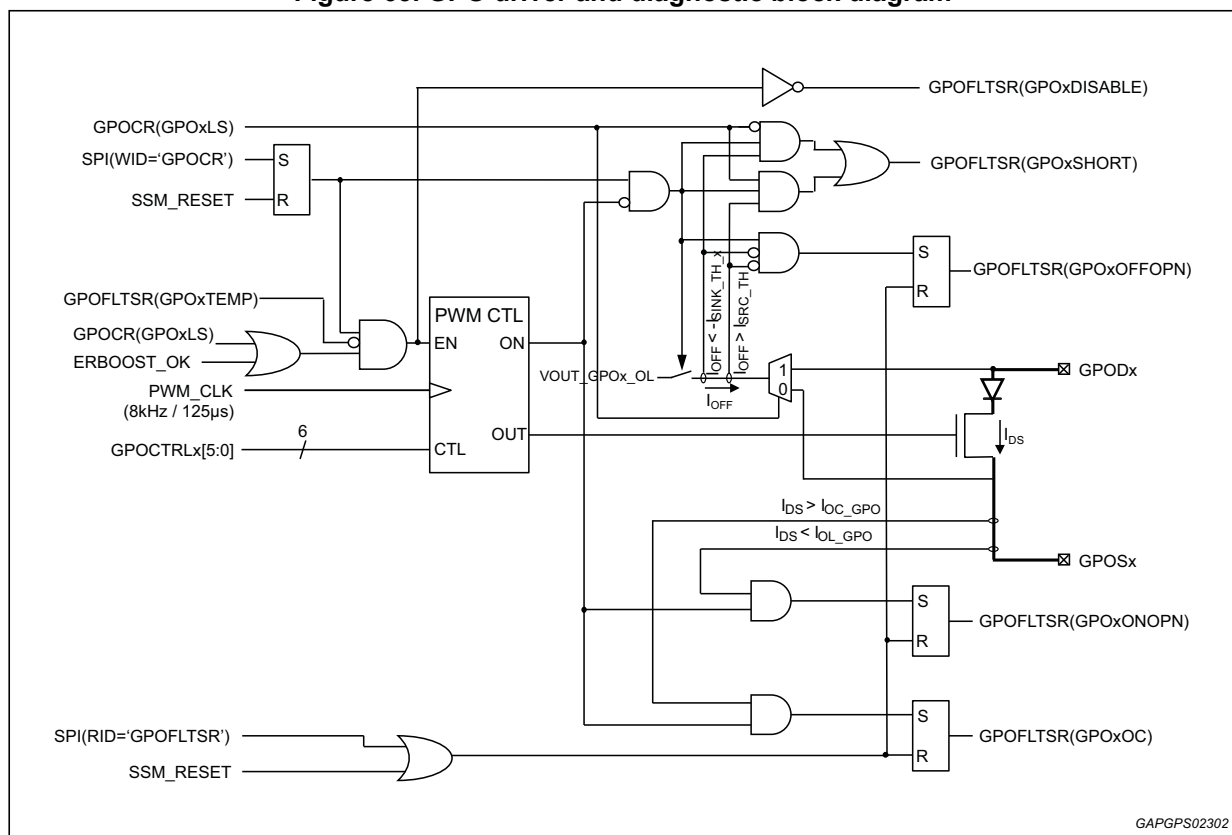 GPOFLTSR(GPOxDISABLE)
GPOCR(GPOxLS)
SPI(WID=‘GPOCR’)
S
R
SSM_RESET
GPOFLTSR(GPOxSHORT)
S
R
GPOFLTSR(GPOxOFFOPN)
GPOFLTSR(GPOxTEMP)
GPOCR(GPOxLS)
ERBOOST_OK
PWM_CLK
(8kHz / 125µs)
GPOCTRLx[5:0]
6
PWM CTL
EN
ON
OUT
CTL
VOUT_GPOx_OL
IOFF < -ISINK_TH_x
IOFF > ISRC_TH
IOFF
1
0
GPODx
IDS
IDS > IOC_GPO
IDS < IOL_GPO
GPOSx
S
R
GPOFLTSR(GPOxONOPN)
S
R
GPOFLTSR(GPOxOC)
SPI(RID=‘GPOFLTSR’)
SSM_RESET
GAPGPS02302